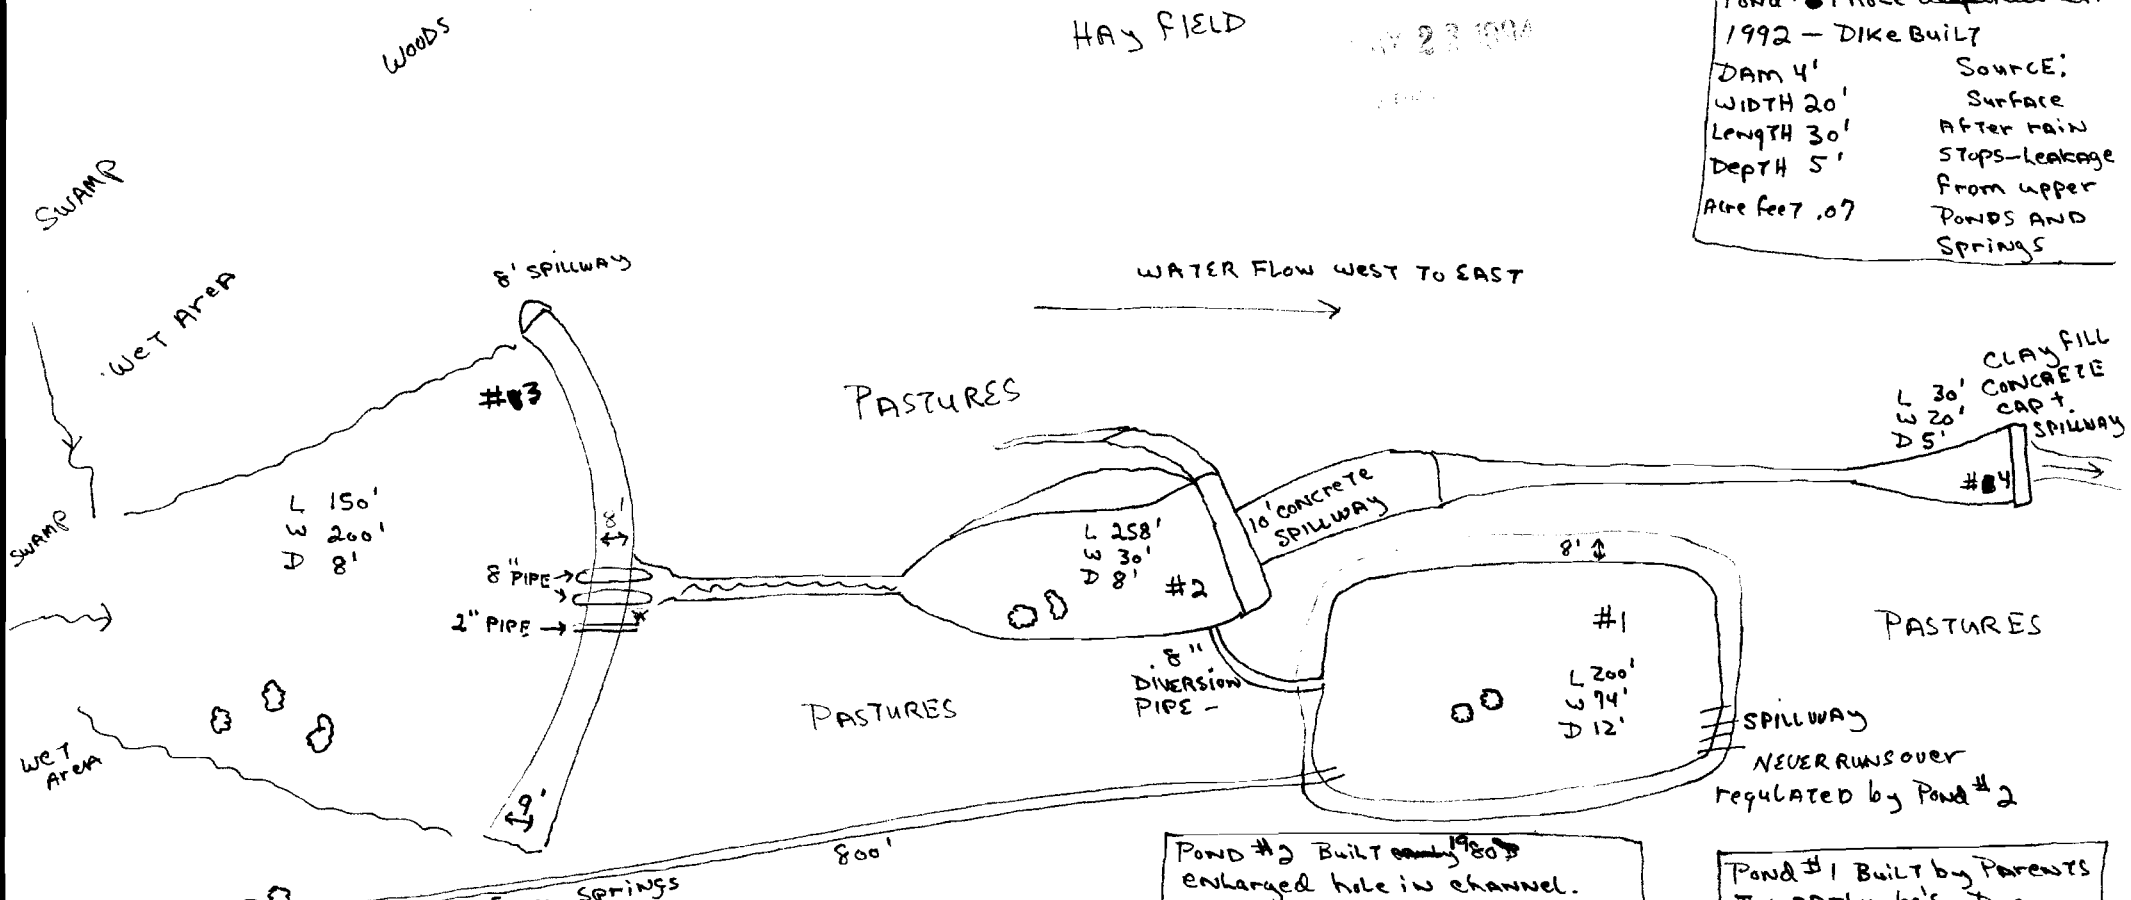 HAY FIELD
WOODS
1992 - DIKE BUILT
DAM 4'
WIDTH 20'
LENGTH 30'
DEPTH 5'
Acre feet .07
SOURCE:
SURFACE
AFTER RAIN
STOPS-LEAKAGE
From upper
PONDS AND
Springs
SWAMP
WET AREA
8' SPILLWAY
WATER FLOW WEST TO EAST
#3
PASTURES
CLAY FILL
CONCRETE
CAP +
SPILLWAY
L 30'
W 20'
D 5'
#4
L 150'
W 200'
D 8'
8'
SWAMP
8" PIPE
2" PIPE
L 258'
W 30'
D 8'
#2
10' CONCRETE
SPILLWAY
8'
#1
L 200'
W 74'
D 12'
PASTURES
8"
DIVERSION
PIPE -
PASTURES
SPILLWAY
NEVER RUNS over
regulated by Pond #2
WET
AREA
9'
800'
Springs
POND #2 BUILT 1980
enlarged hole in channel.
Pond #1 Built by Parents